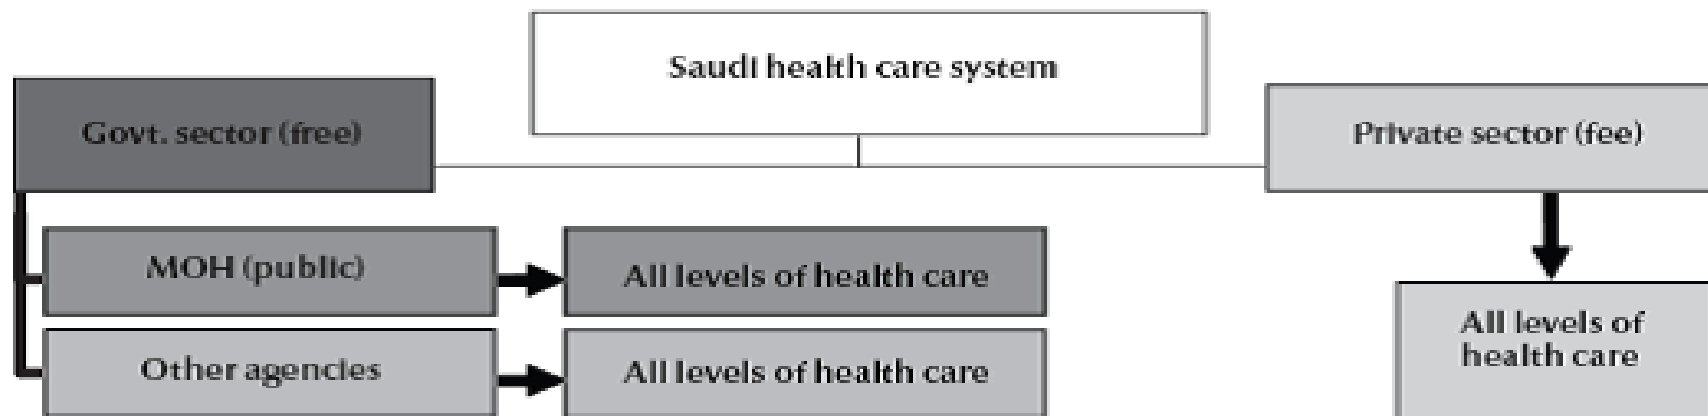 Saudi health care system
Govt. sector (free)
Private sector (fee)
MOH (public)
All levels of health care
Other agencies
All levels of health care
All levels of
health care